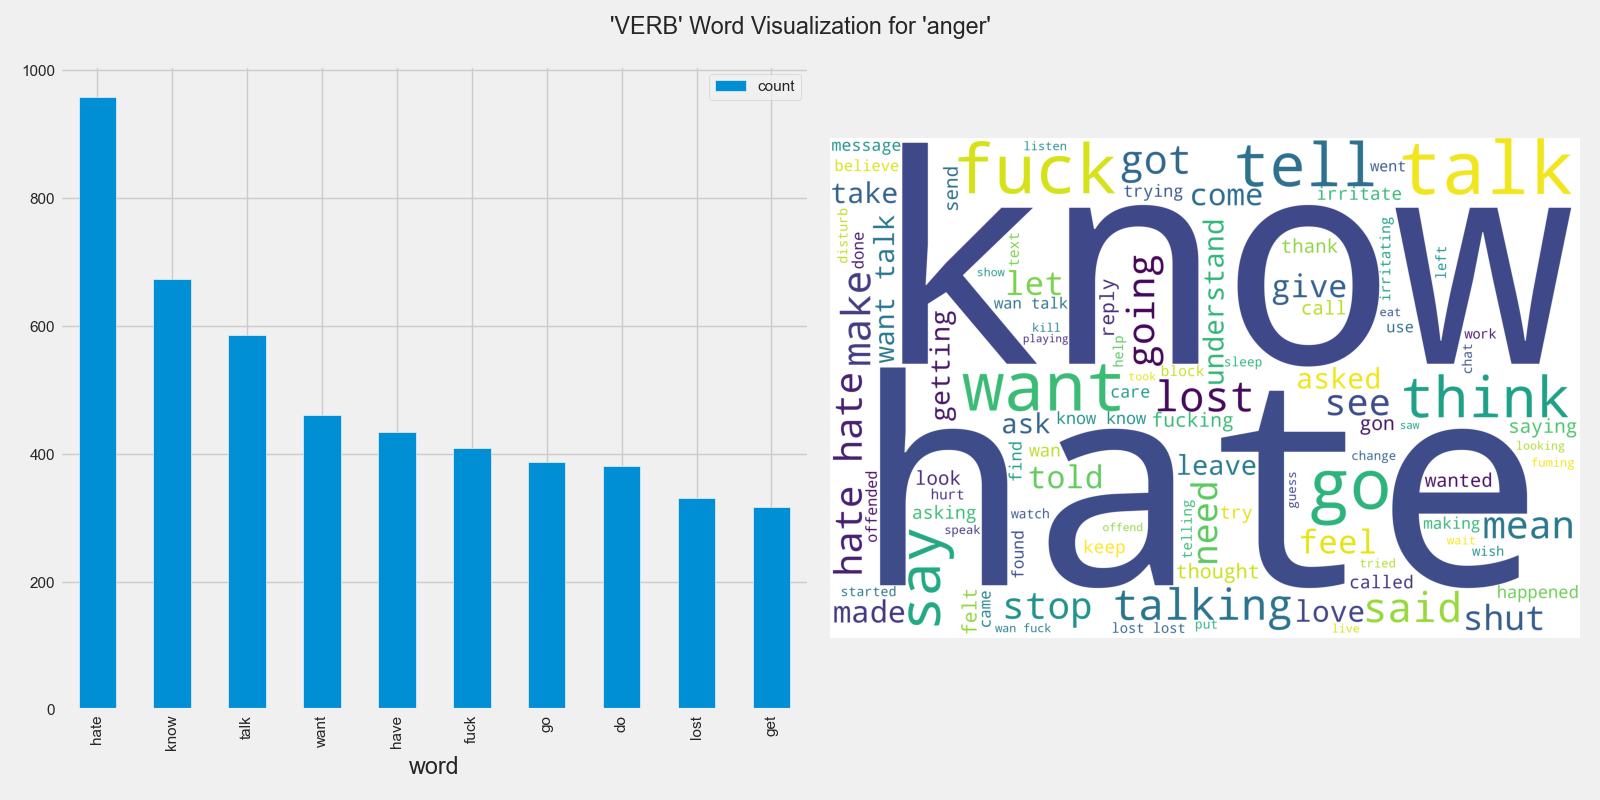 'VERB' Word Visualization for 'anger'
1000
800
600
400
200
0
count
hate
know
talk
want
have
fuck
go
do
lost
get
word
message
listen
believe
fuck
got
tell
went
talk
take
send
trying
come
irritate
know
disturb
done
want talk
text
show
let
wan talk
going
understand
thank
give
call
irritating
left
make
reply
kill
playing
eat
use
work
chat
getting
help
sleep
hate
want
took
block
care
lost
asked
see
think
hate hate
ask
know know
fucking
gon
saw
saying
looking
fuming
find
wan
told
leave
change
go
wanted
offended
look
hurt
asking
speak
watch
offend
keep
telling
need
try
guess
feel
making
wait
wish
mean
say
found
thought
tried
called
happened
started
made
felt
came
wan fuck
stop
talking
lost lost
put
love
live
said
shut